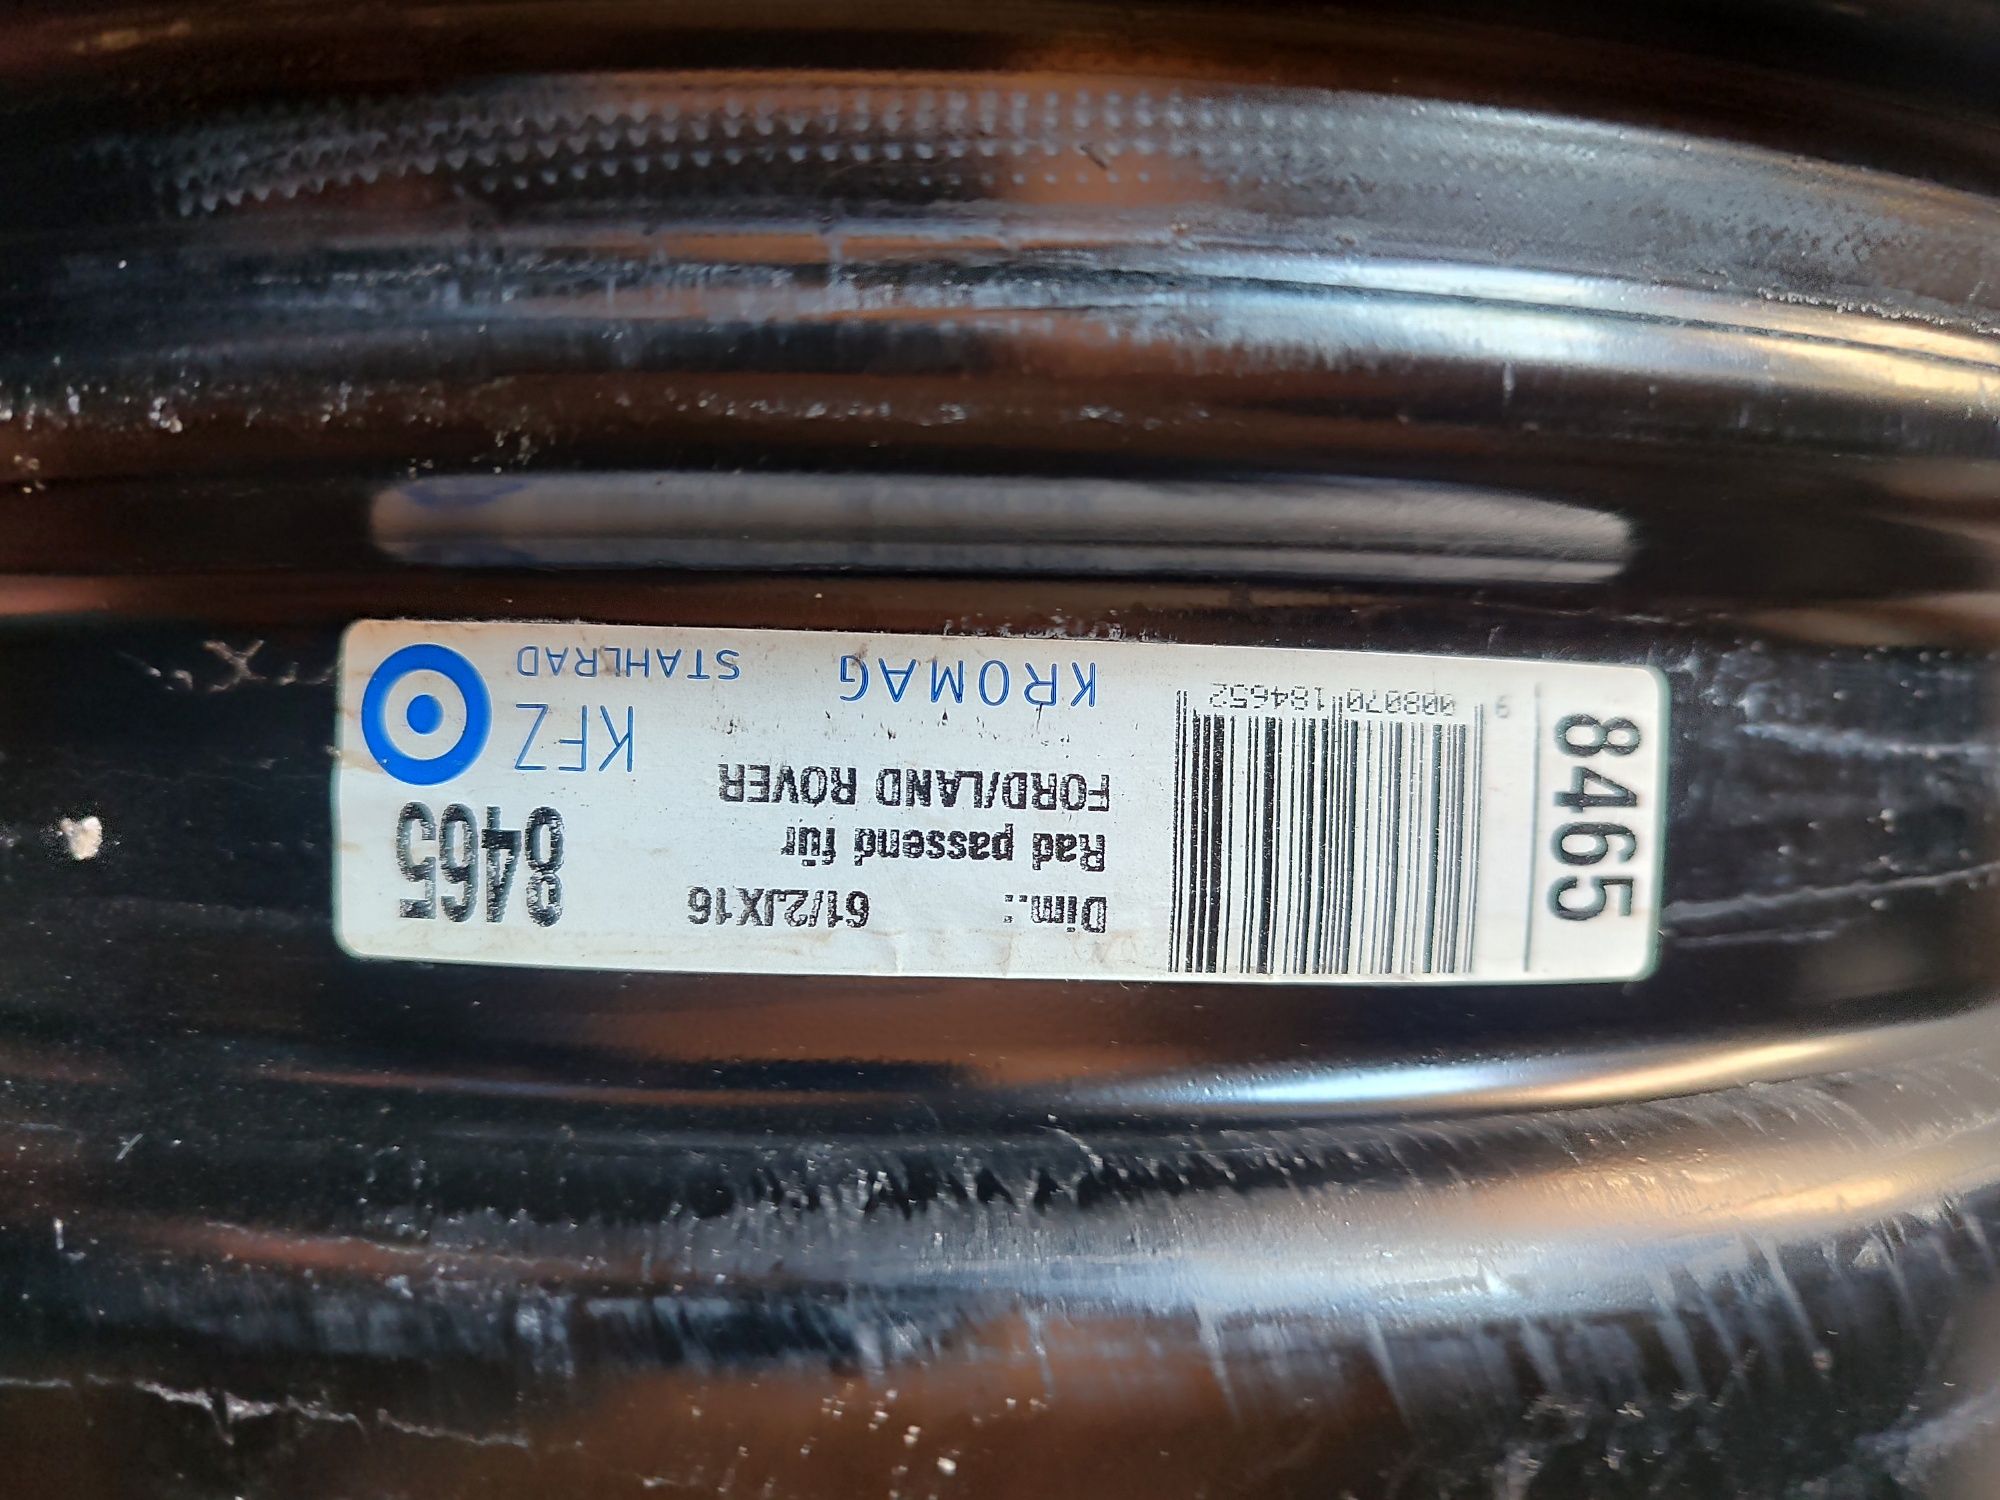 8465
Dim.: 61/2JX16
Rad passend für
FORD/LAND ROVER
9 008070 184652
KROMAG
8465
KFZ
STAHLRAD